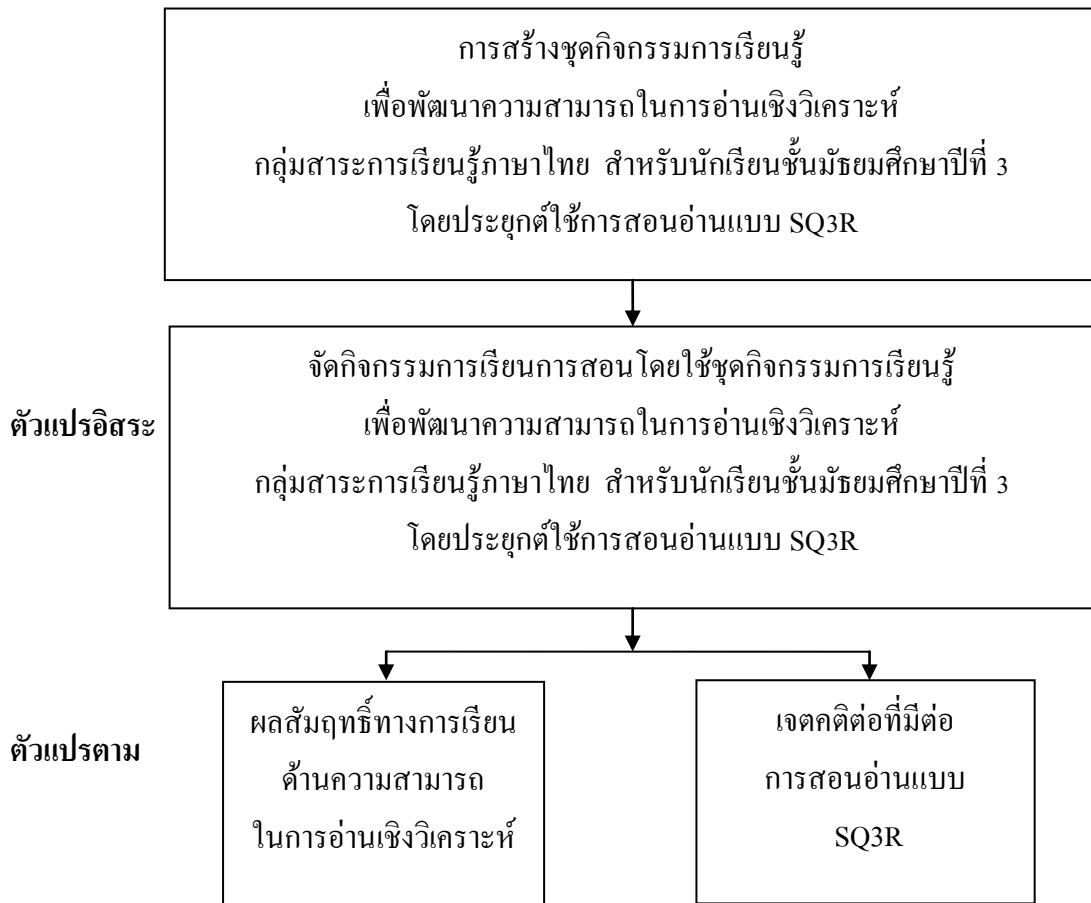 การสร้างชุดกิจกรรมการเรียนรู้
เพื่อพัฒนาความสามารถในการอ่านเชิงวิเคราะห์
กลุ่มสาระการเรียนรู้ภาษาไทย สำหรับนักเรียนชั้นมัธยมศึกษาปีที่ 3
โดยประยุกต์ใช้การสอนอ่านแบบ SQ3R
ตัวแปรอิสระ
จัดกิจกรรมการเรียนการสอนโดยใช้ชุดกิจกรรมการเรียนรู้
เพื่อพัฒนาความสามารถในการอ่านเชิงวิเคราะห์
กลุ่มสาระการเรียนรู้ภาษาไทย สำหรับนักเรียนชั้นมัธยมศึกษาปีที่ 3
โดยประยุกต์ใช้การสอนอ่านแบบ SQ3R
ตัวแปรตาม
ผลสัมฤทธิ์ทางการเรียน
ด้านความสามารถ
ในการอ่านเชิงวิเคราะห์
เจตคติต่อที่มีต่อ
การสอนอ่านแบบ
SQ3R